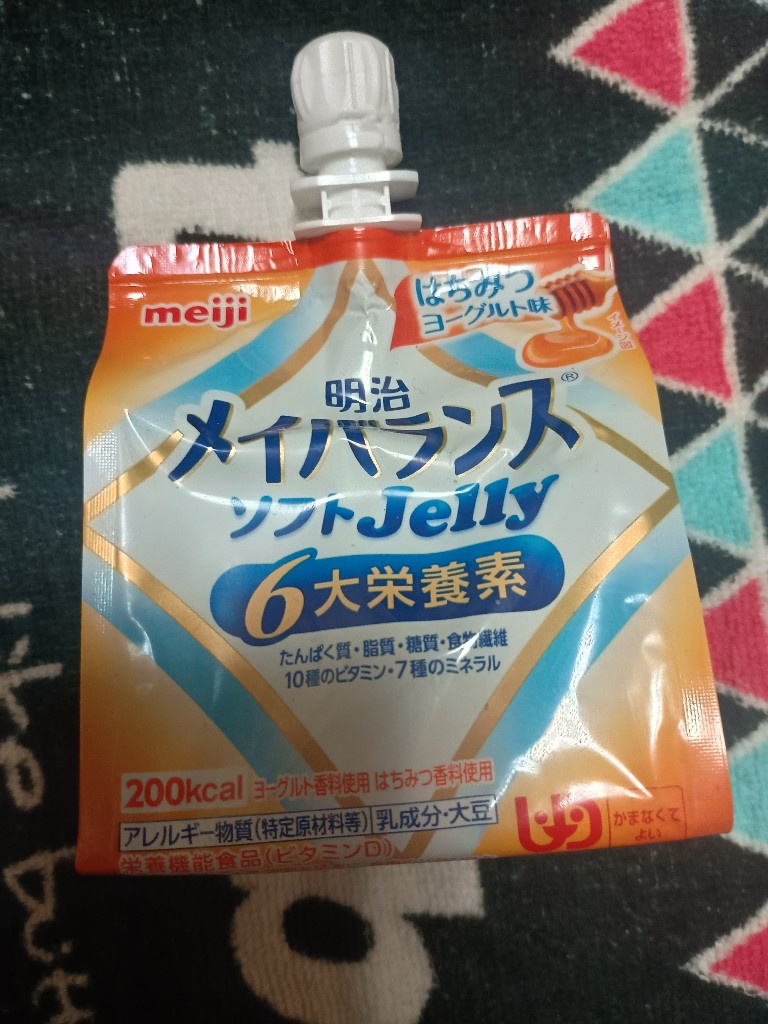 meiji
はちみつ
ヨーグルト味
イメージ図
明治
メイバランス®
ソフトJelly
6大栄養素
たんぱく質・脂質・糖質・食物繊維
10種のビタミン・7種のミネラル
200kcal ヨーグルト香料使用 はちみつ香料使用
アレルギー物質(特定原材料等) 乳成分・大豆
かまなくて
よい
栄養機能食品(ビタミンD)